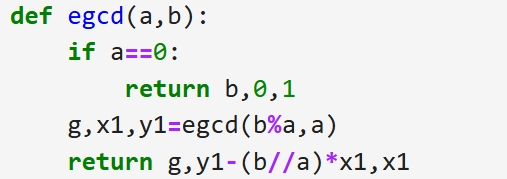 def egcd(a,b):
    if a==0:
        return b,0,1
    g,x1,y1=egcd(b%a,a)
    return g,y1-(b//a)*x1,x1